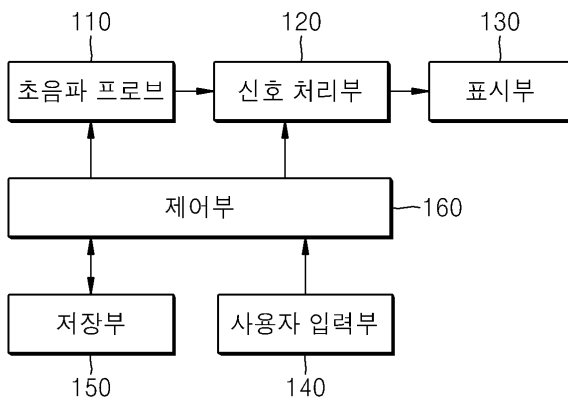 110
120
130
초음파 프로브
신호 처리부
표시부
제어부
160
저장부
사용자 입력부
150
140